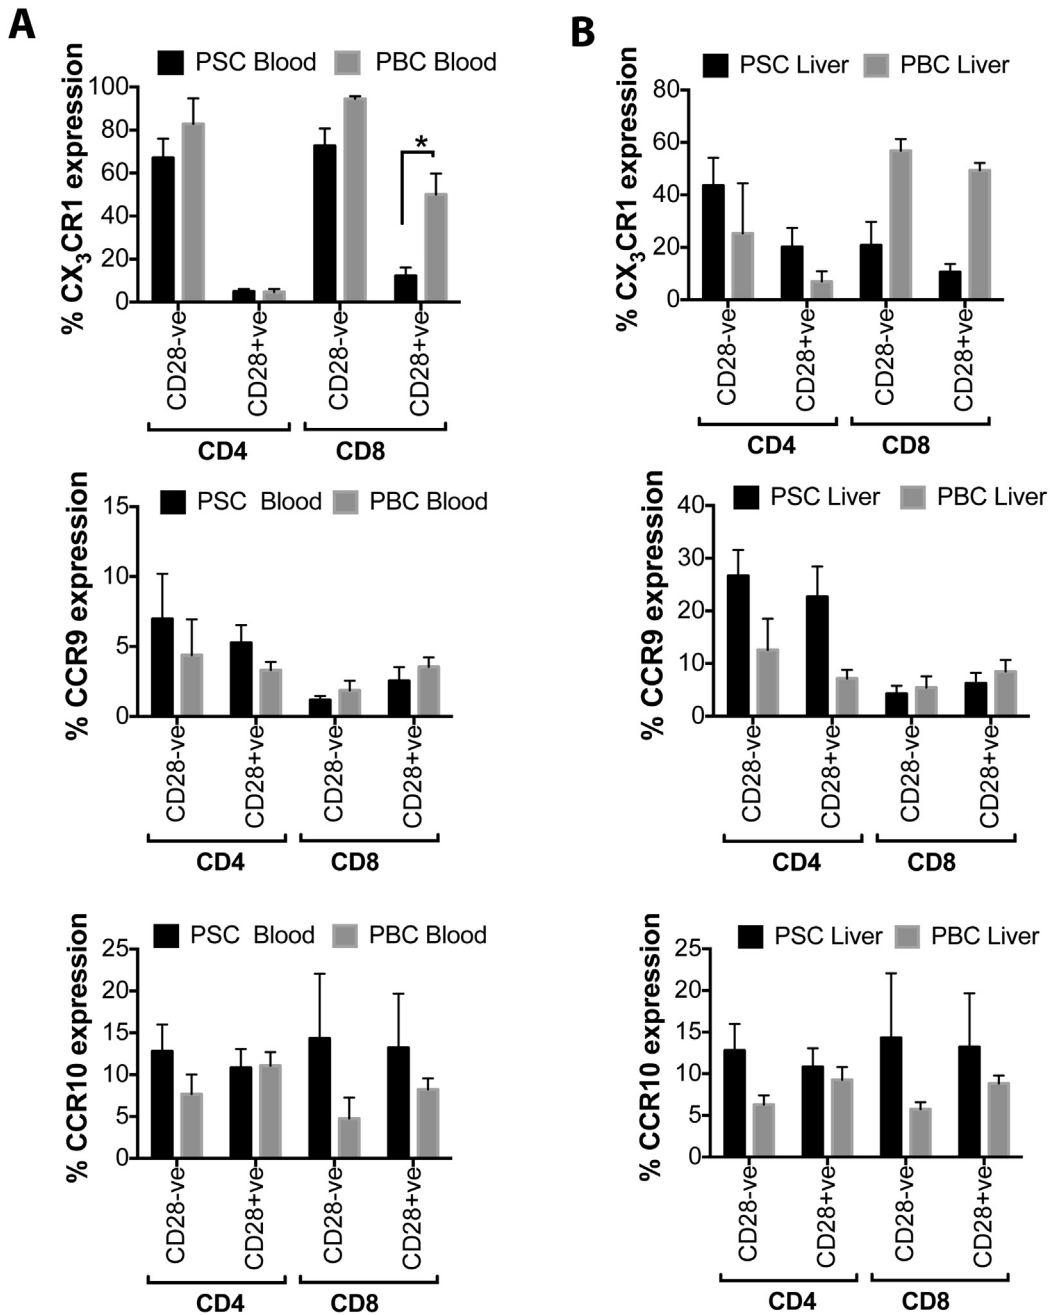 A
PSC Blood PBC Blood
% CX3CR1 expression
100
80
60
40
20
0
*
CD28-ve CD28+ve CD28-ve CD28+ve
CD4 CD8
PSC Blood PBC Blood
% CCR9 expression
15
10
5
0
CD28-ve CD28+ve CD28-ve CD28+ve
CD4 CD8
PSC Blood PBC Blood
% CCR10 expression
25
20
15
10
5
0
CD28-ve CD28+ve CD28-ve CD28+ve
CD4 CD8
B
PSC Liver PBC Liver
% CX3CR1 expression
80
60
40
20
0
CD28-ve CD28+ve CD28-ve CD28+ve
CD4 CD8
PSC Liver PBC Liver
% CCR9 expression
40
30
20
10
0
CD28-ve CD28+ve CD28-ve CD28+ve
CD4 CD8
PSC Liver PBC Liver
% CCR10 expression
25
20
15
10
5
0
CD28-ve CD28+ve CD28-ve CD28+ve
CD4 CD8